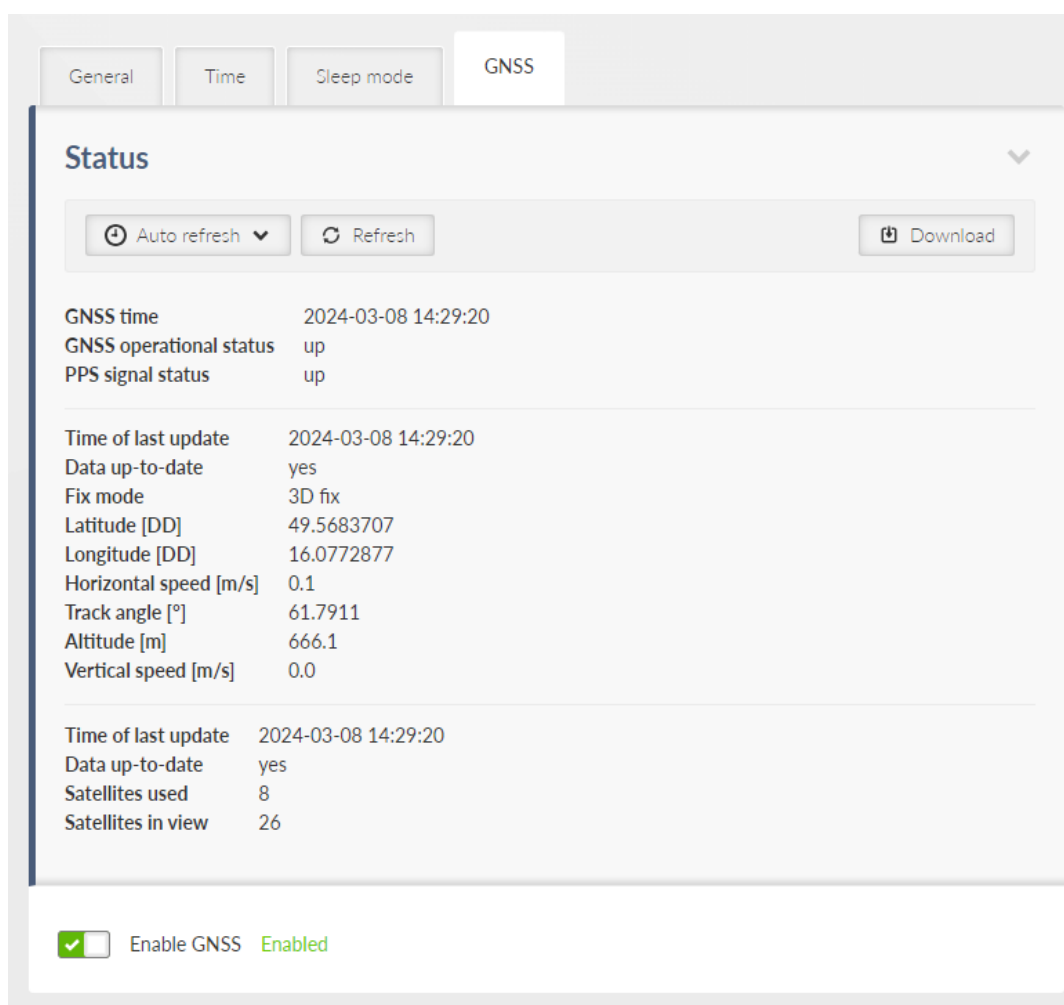 General Time Sleep mode GNSS
Status
Auto refresh Refresh Download
GNSS time 2024-03-08 14:29:20
GNSS operational status up
PPS signal status up
Time of last update 2024-03-08 14:29:20
Data up-to-date yes
Fix mode 3D fix
Latitude [DD] 49.5683707
Longitude [DD] 16.0772877
Horizontal speed [m/s] 0.1
Track angle [°] 61.7911
Altitude [m] 666.1
Vertical speed [m/s] 0.0
Time of last update 2024-03-08 14:29:20
Data up-to-date yes
Satellites used 8
Satellites in view 26
Enable GNSS Enabled